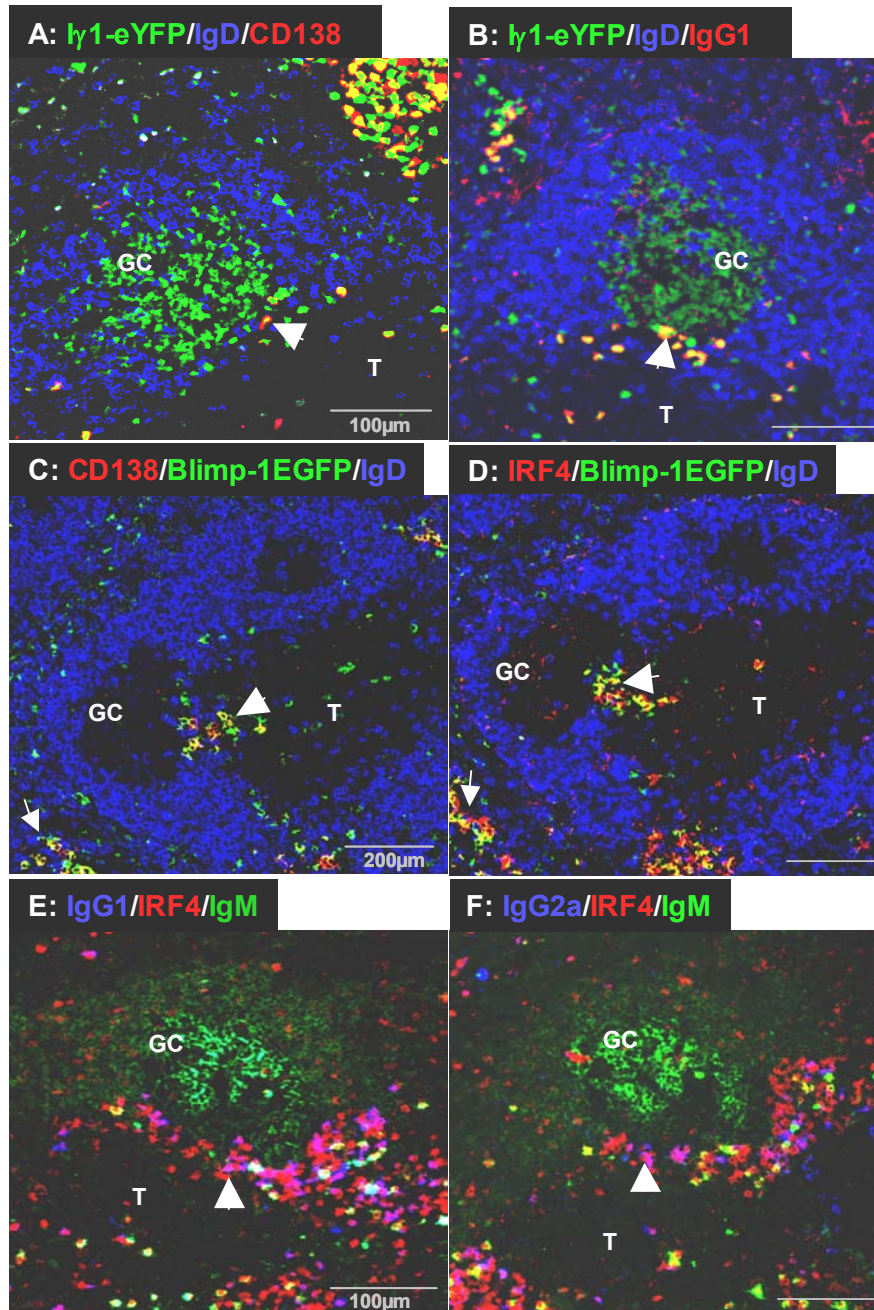 A: Iγ1-eYFP/IgD/CD138
B: Iγ1-eYFP/IgD/IgG1
GC
T
100µm
GC
T
C: CD138/Blimp-1EGFP/IgD
D: IRF4/Blimp-1EGFP/IgD
GC
T
200µm
GC
T
E: IgG1/IRF4/IgM
F: IgG2a/IRF4/IgM
GC
T
100µm
GC
T